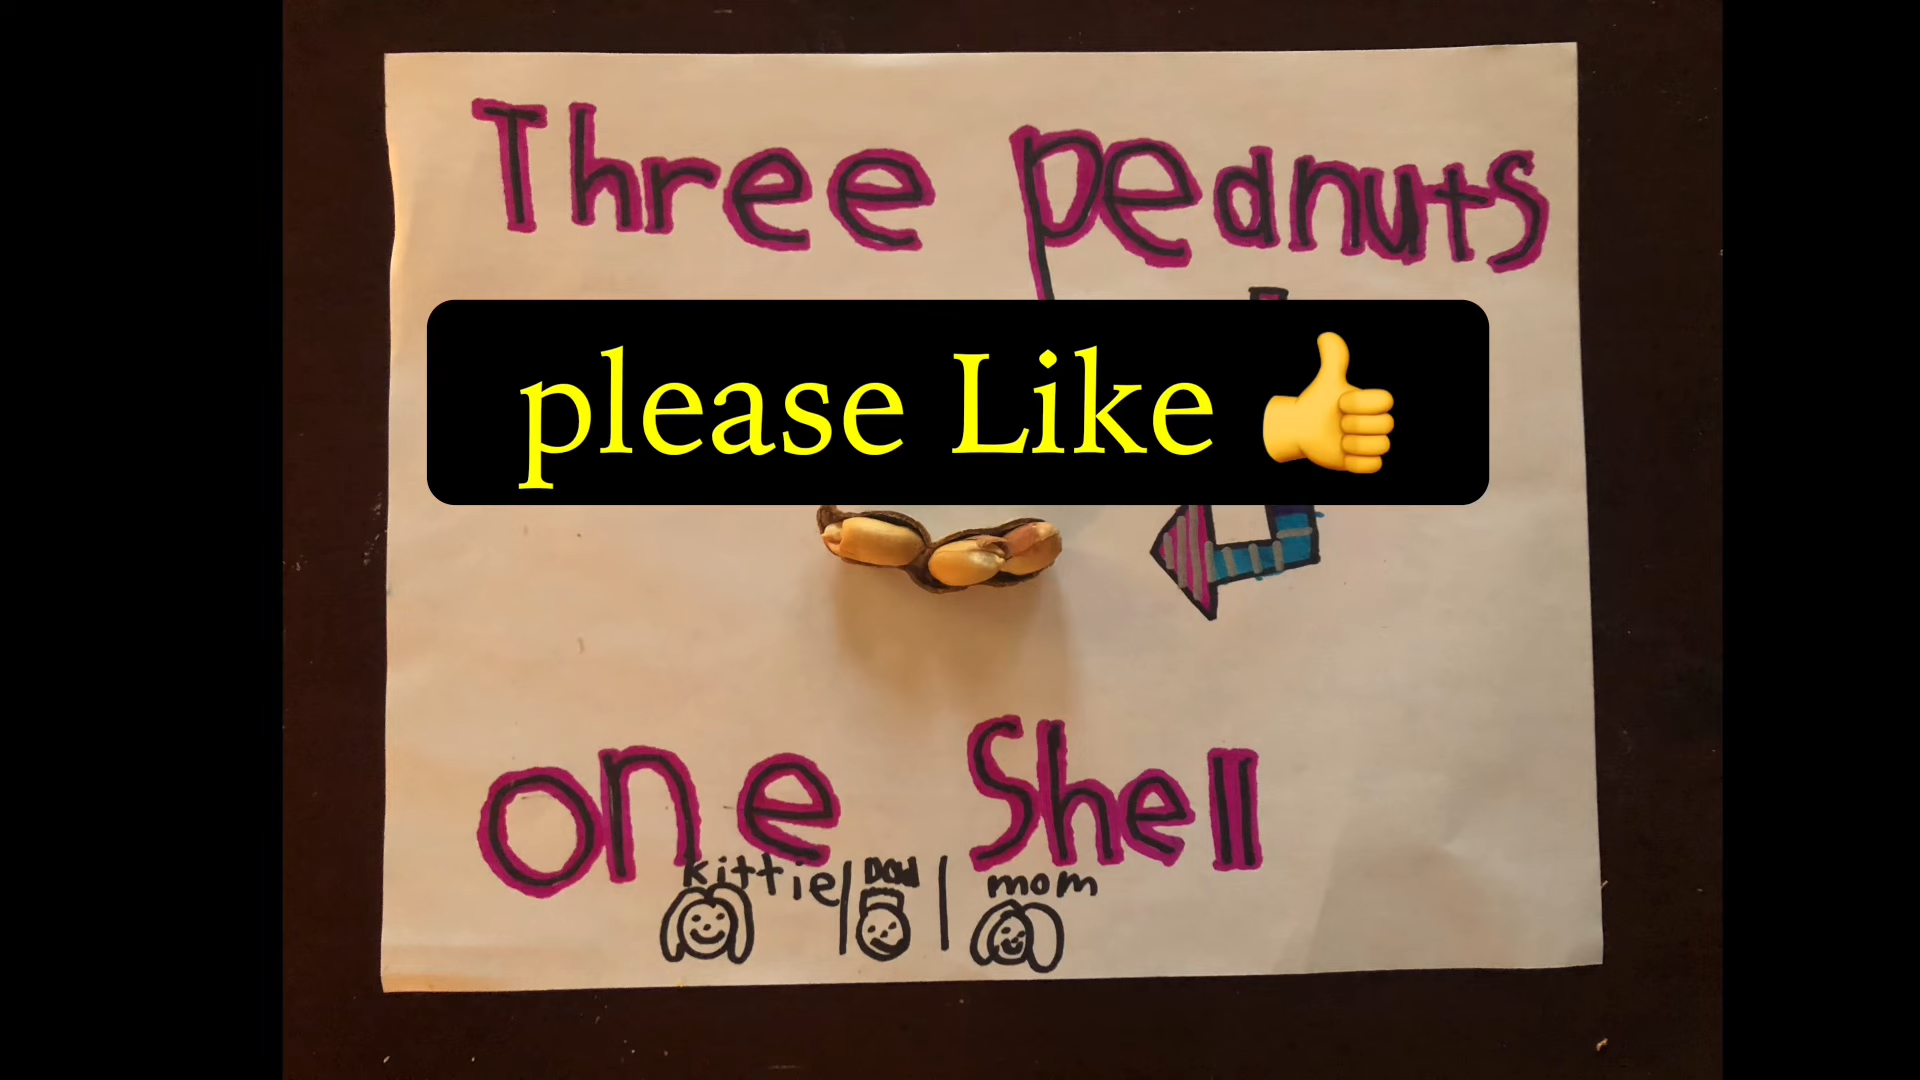 Three peanuts
please Like 👍
one Shell
kittie | Dad | mom